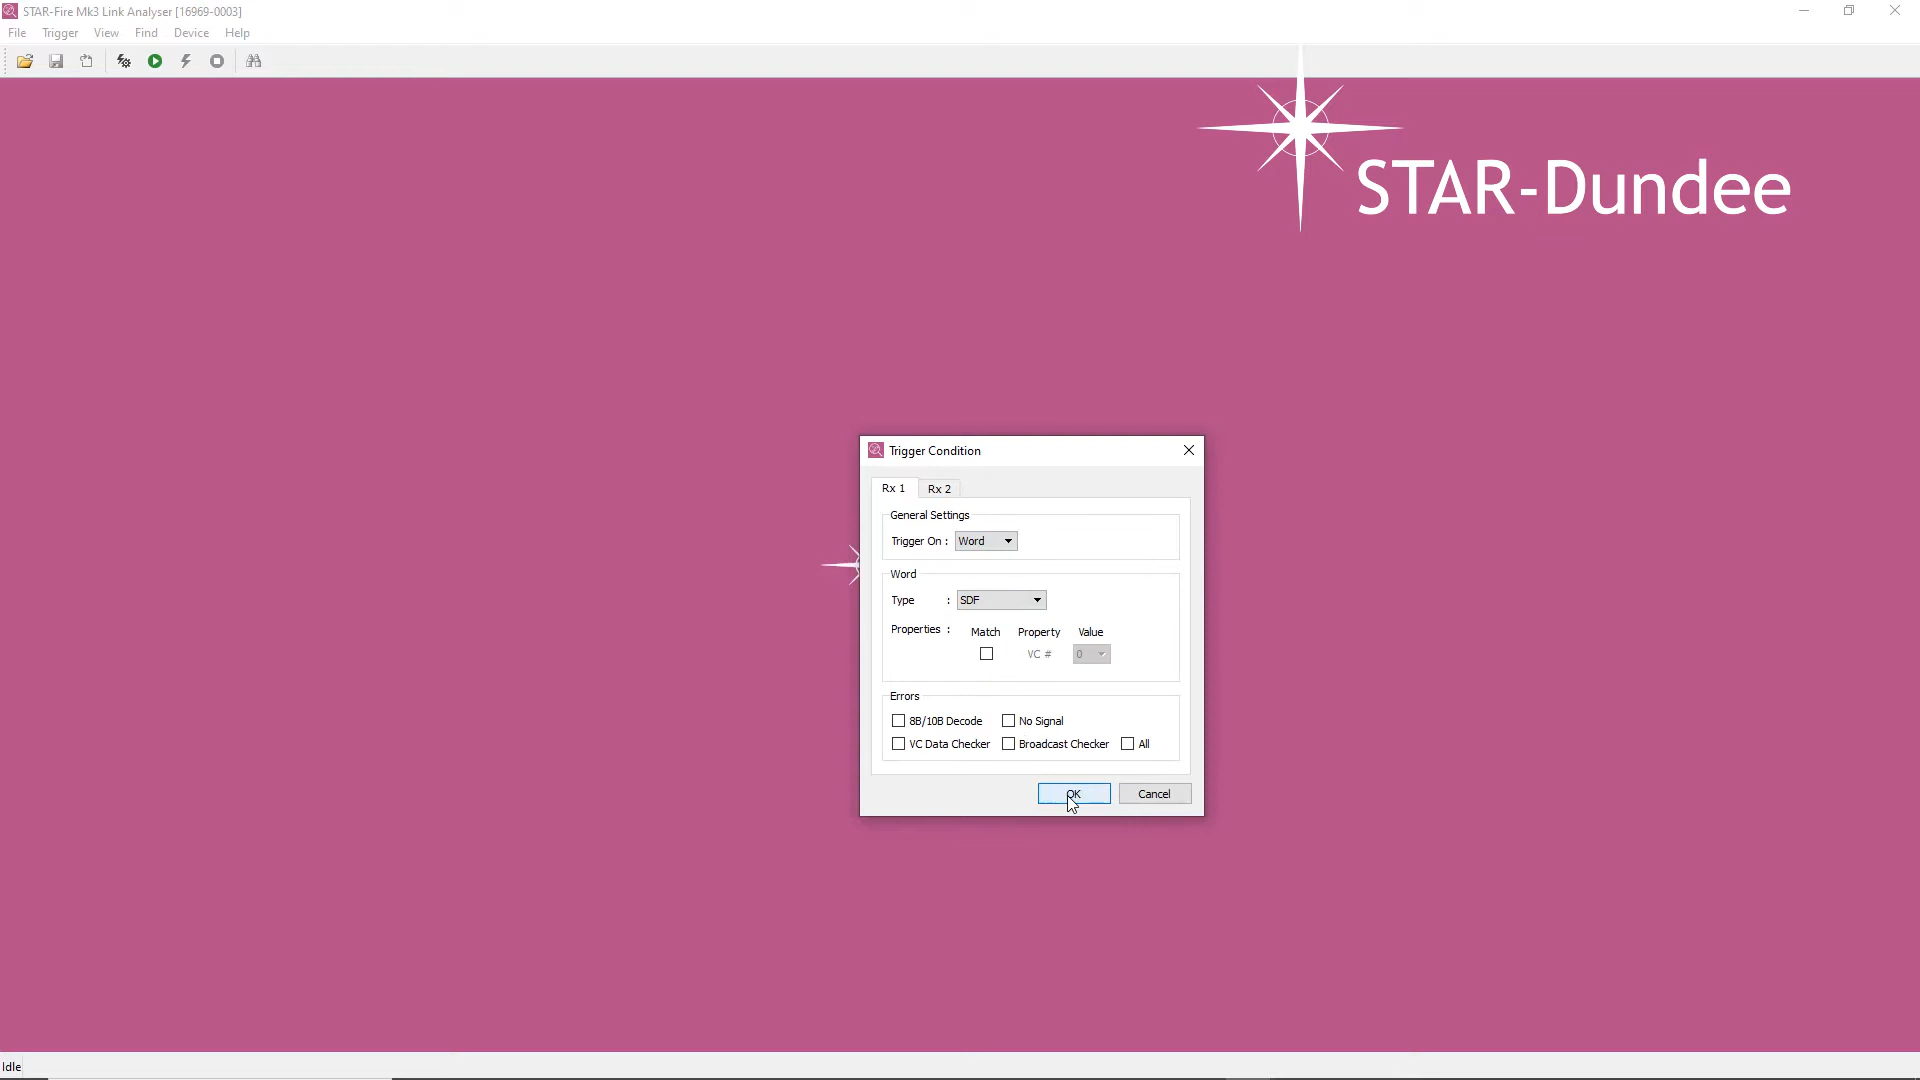 STAR-Fire Mk3 Link Analyser [16969-0003]
File Trigger View Find Device Help
STAR-Dundee
Trigger Condition
Rx 1 Rx 2
General Settings
Trigger On : Word
Word
Type : SDF
Properties : Match Property Value
VC # 0
Errors
8B/10B Decode No Signal
VC Data Checker Broadcast Checker All
OK Cancel
Idle